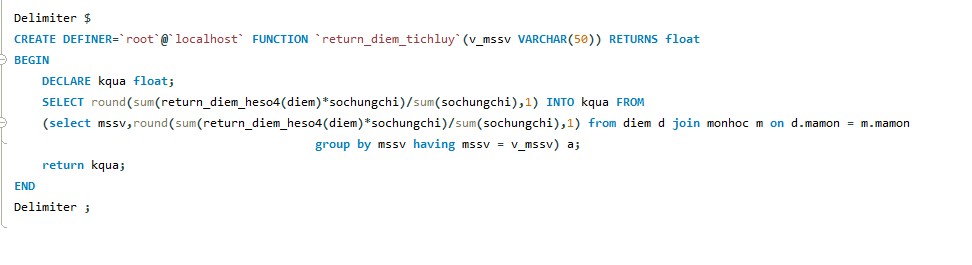 Delimiter $
CREATE DEFINER=`root`@`localhost` FUNCTION `return_diem_tichluy`(v_mssv VARCHAR(50)) RETURNS float
BEGIN
DECLARE kqua float;
SELECT round(sum(return_diem_heso4(diem)*sochungchi)/sum(sochungchi),1) INTO kqua FROM
(select mssv,round(sum(return_diem_heso4(diem)*sochungchi)/sum(sochungchi),1) from diem d join monhoc m on d.mamon = m.mamon
group by mssv having mssv = v_mssv) a;
return kqua;
END
Delimiter ;